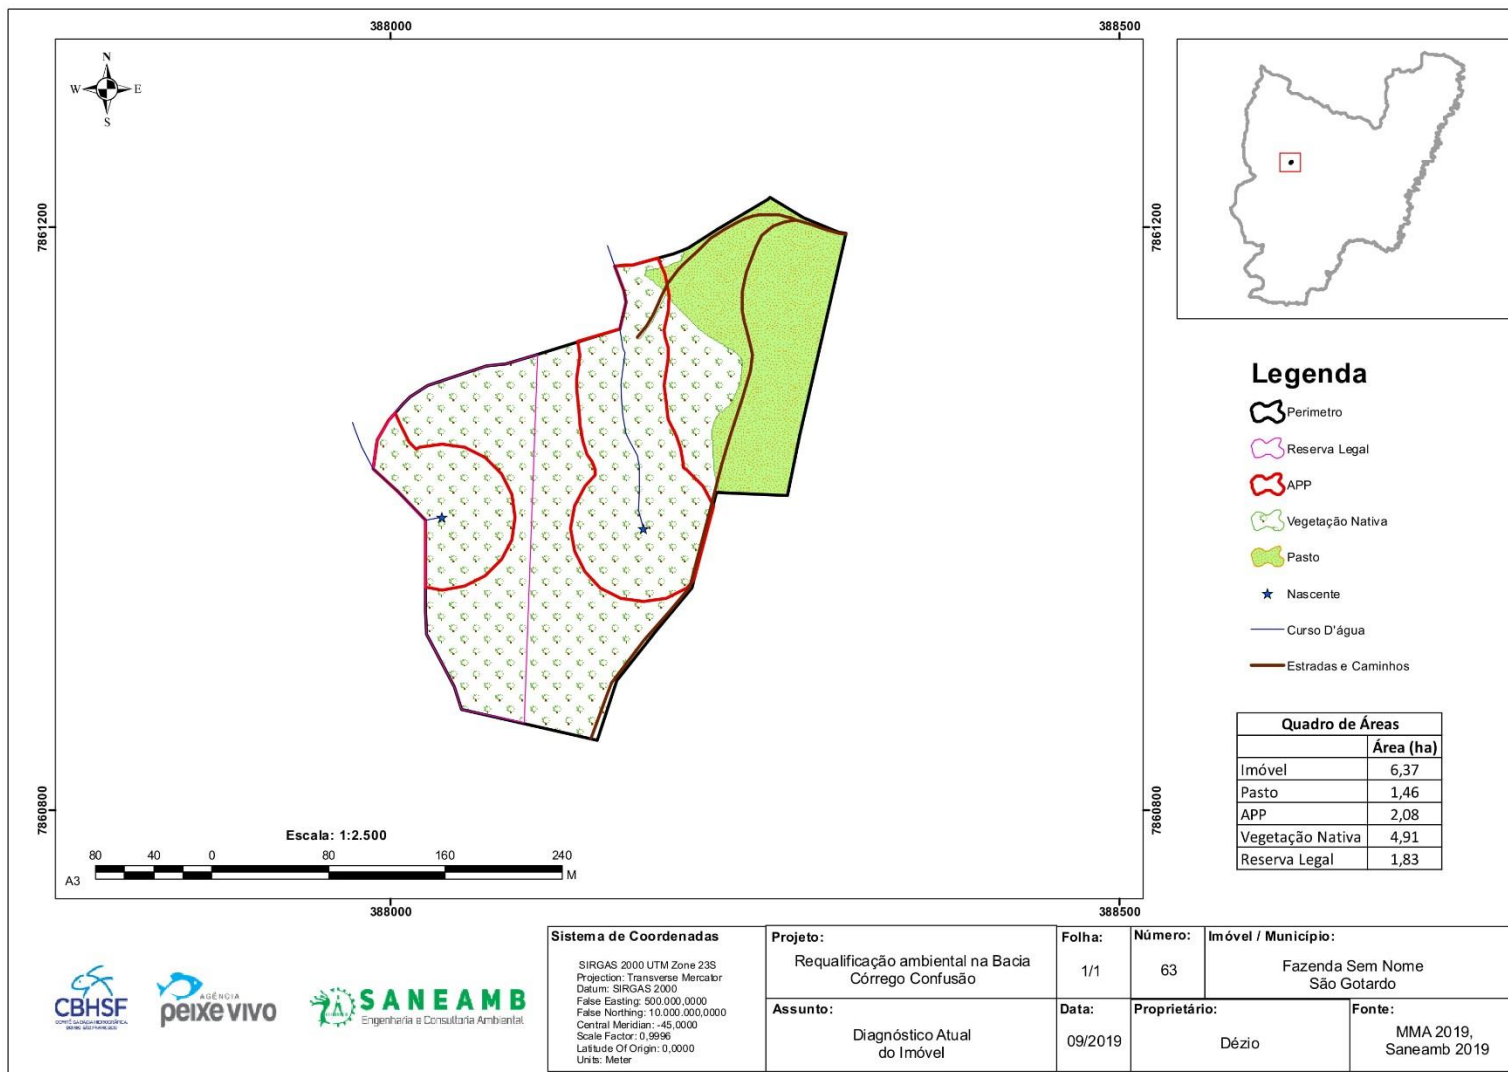 388000
388500
N
W
E
S
7861200
7861200
7860800
7860800
Escala: 1:2.500
80 40 0 80 160 240
M
A3
388000
388500
Legenda
Perimetro
Reserva Legal
APP
Vegetação Nativa
Pasto
Nascente
Curso D'água
Estradas e Caminhos
Quadro de Áreas
Área (ha)
Imóvel 6,37
Pasto 1,46
APP 2,08
Vegetação Nativa 4,91
Reserva Legal 1,83
CBHSF
AGÊNCIA
peixe vivo
SANEAMB
Engenharia e Consultoria Ambiental
Sistema de Coordenadas
SIRGAS 2000 UTM Zone 23S
Projection: Transverse Mercator
Datum: SIRGAS 2000
False Easting: 500.000,0000
False Northing: 10.000.000,0000
Central Meridian: -45,0000
Scale Factor: 0,9996
Latitude Of Origin: 0,0000
Units: Meter
Projeto:
Requalificação ambiental na Bacia
Córrego Confusão
Folha:
1/1
Número:
63
Imóvel / Município:
Fazenda Sem Nome
São Gotardo
Assunto:
Diagnóstico Atual
do Imóvel
Data:
09/2019
Proprietário:
Dézio
Fonte:
MMA 2019,
Saneamb 2019